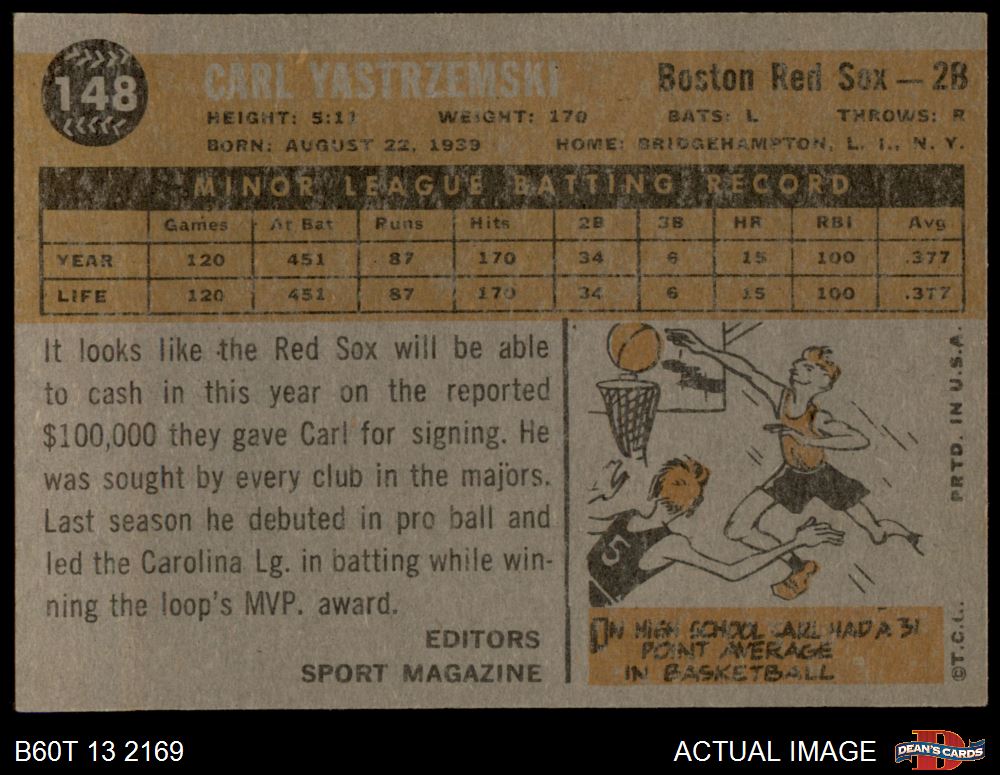 148
CARL YASTRZEMSKI
Boston Red Sox — 2B
HEIGHT: 5:11 WEIGHT: 170 BATS: L THROWS: R
BORN: AUGUST 22, 1939 HOME: BRIDGEHAMPTON, L. I., N. Y.
MINOR LEAGUE BATTING RECORD
Games At Bat Runs Hits 2B 3B HR RBI Avg
YEAR 120 451 87 170 34 6 15 100 .377
LIFE 120 451 87 170 34 6 15 100 .377
It looks like the Red Sox will be able
to cash in this year on the reported
$100,000 they gave Carl for signing. He
was sought by every club in the majors.
Last season he debuted in pro ball and
led the Carolina Lg. in batting while win-
ning the loop's MVP. award.
EDITORS
SPORT MAGAZINE
5
IN HIGH SCHOOL CARL HAD A 31
POINT AVERAGE
IN BASKETBALL
©T.C.G. PRTD. IN U.S.A.
B60T 13 2169
ACTUAL IMAGE
D
DEAN'S CARDS